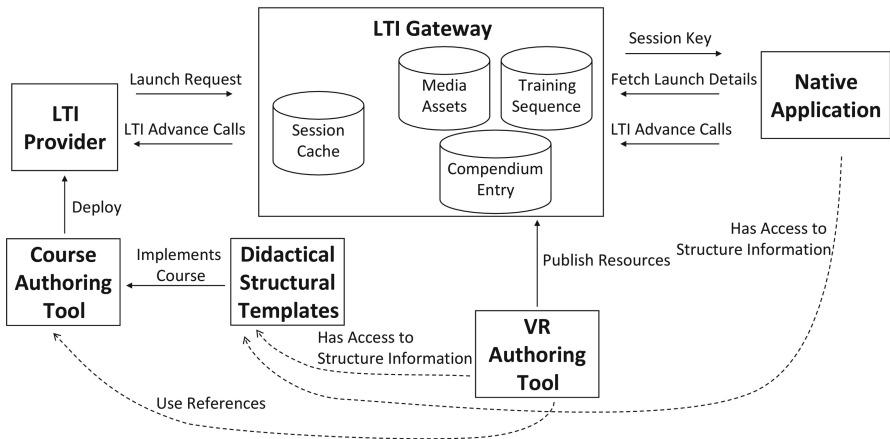 LTI Gateway
Media
Assets
Training
Sequence
Session
Cache
Compendium
Entry
Launch Request
LTI Advance Calls
LTI
Provider
Session Key
Fetch Launch Details
LTI Advance Calls
Native
Application
Deploy
Course
Authoring
Tool
Implements
Course
Didactical
Structural
Templates
Publish Resources
Has Access to
Structure Information
Has Access to
Structure Information
VR
Authoring
Tool
Use References